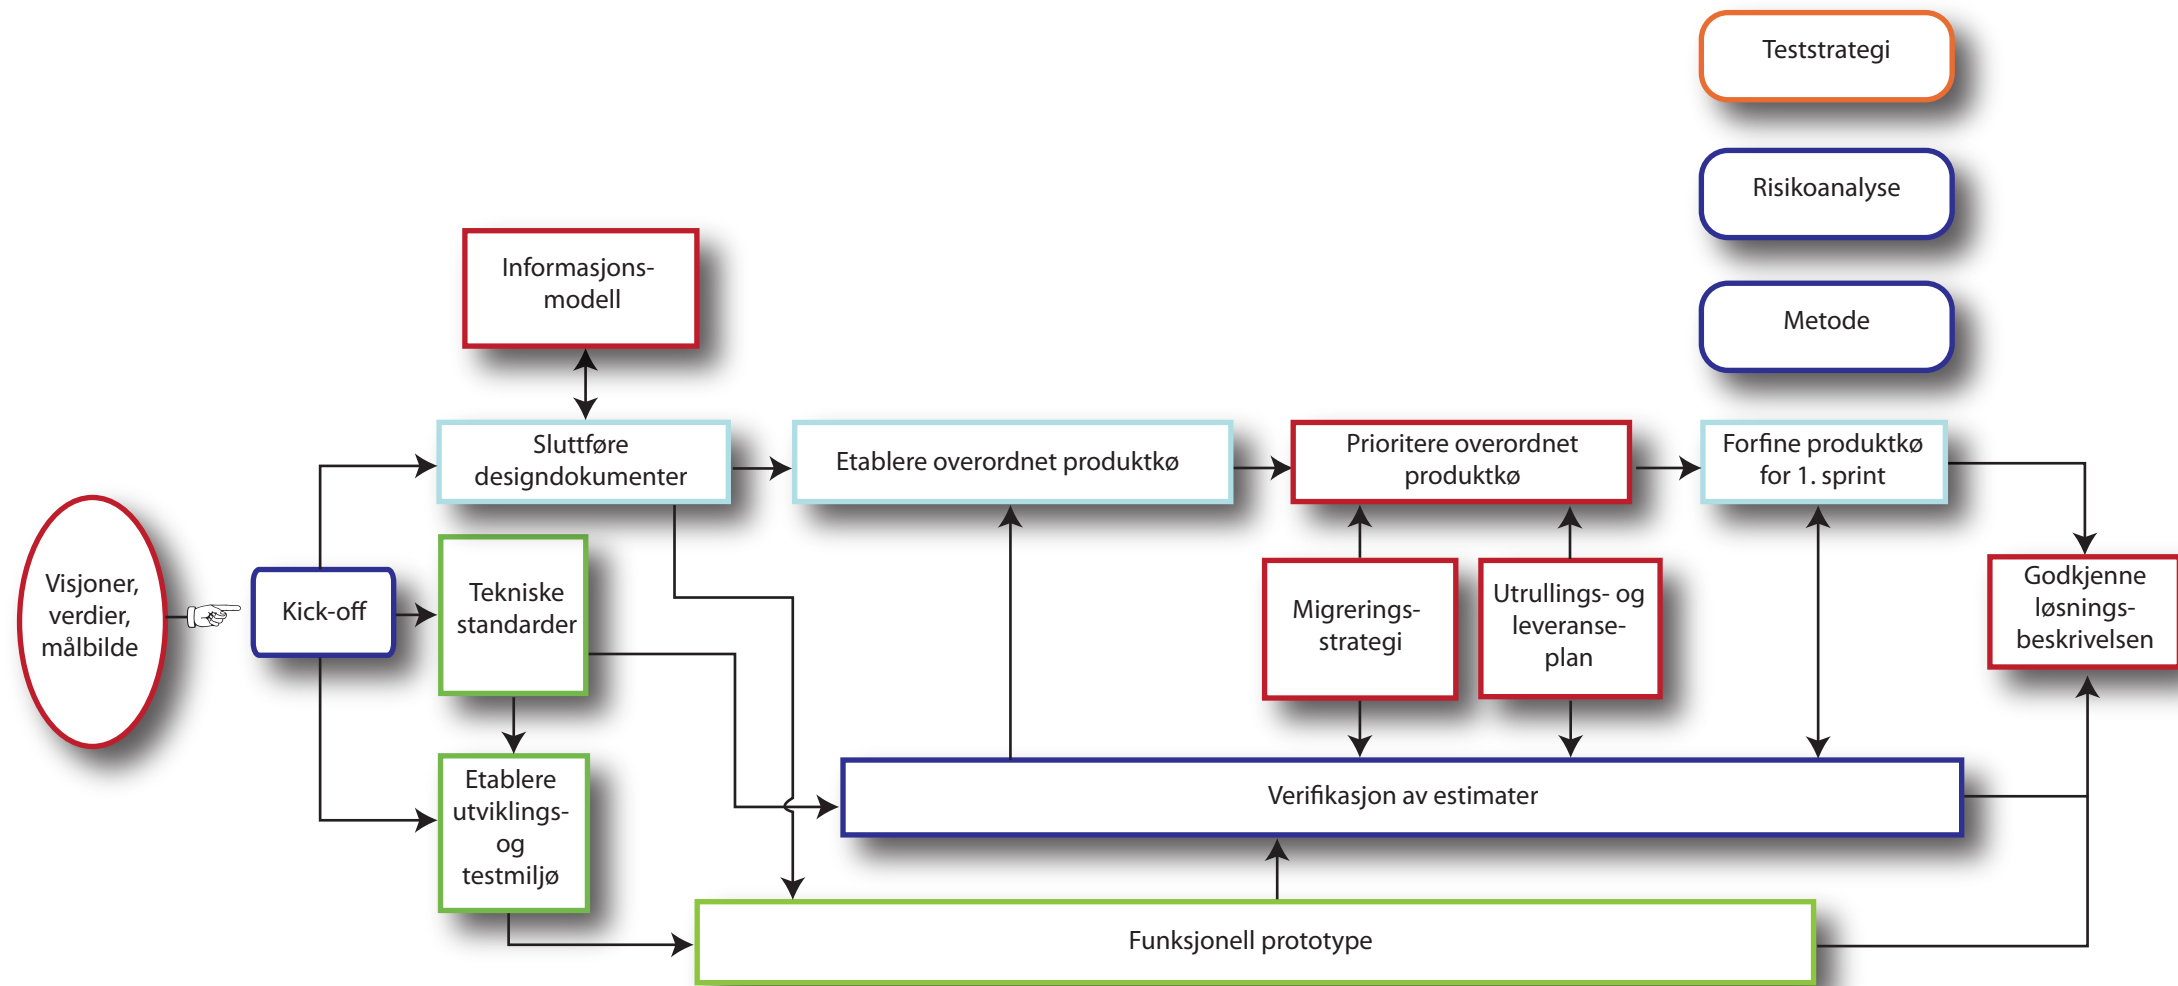 Teststrategi
Risikoanalyse
Metode
Informasjons-
modell
Sluttføre
designdokumenter
Etablere overordnet produktkø
Prioritere overordnet
produktkø
Forfine produktkø
for 1. sprint
Visjoner,
verdier,
målbilde
Kick-off
Tekniske
standarder
Migrerings-
strategi
Utrullings- og
leveranse-
plan
Godkjenne
løsnings-
beskrivelsen
Etablere
utviklings-
og
testmiljø
Verifikasjon av estimater
Funksjonell prototype